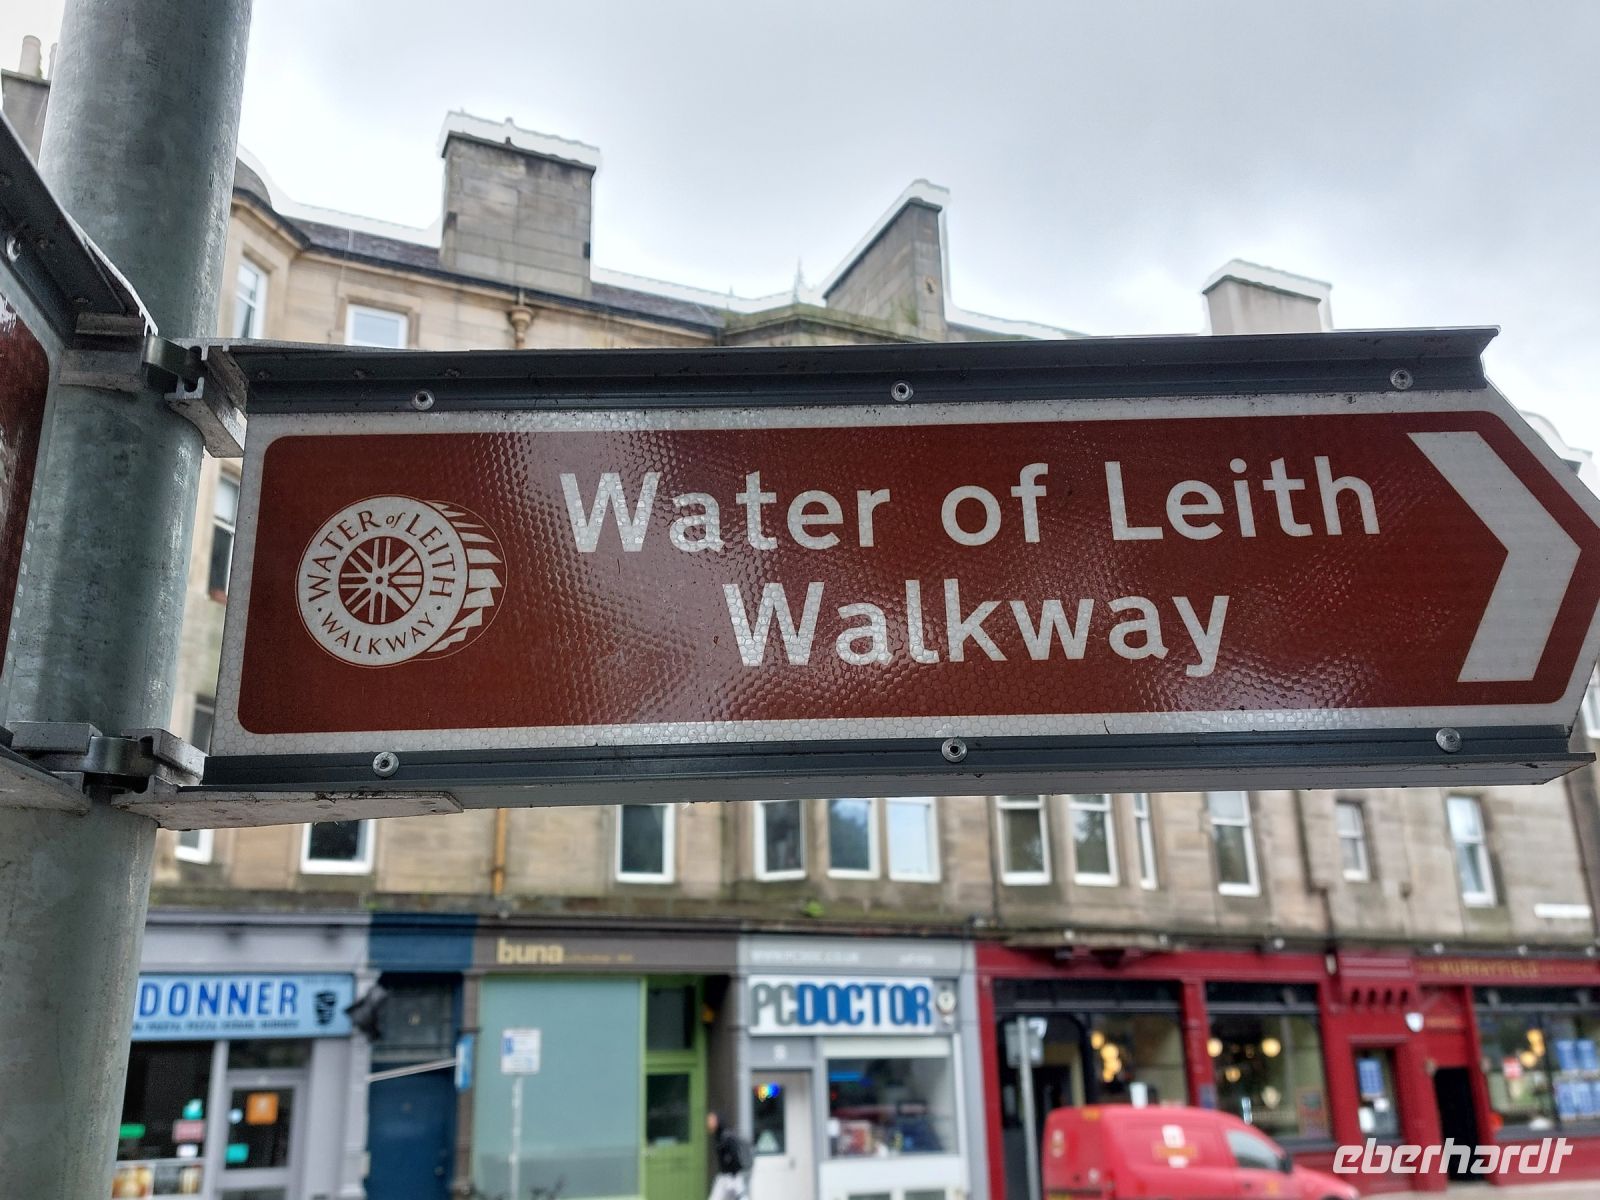 WATER of LEITH
· WALKWAY ·
Water of Leith
Walkway
DONNER
buna
PCDOCTOR
MURRAYFIELD
eberhardt